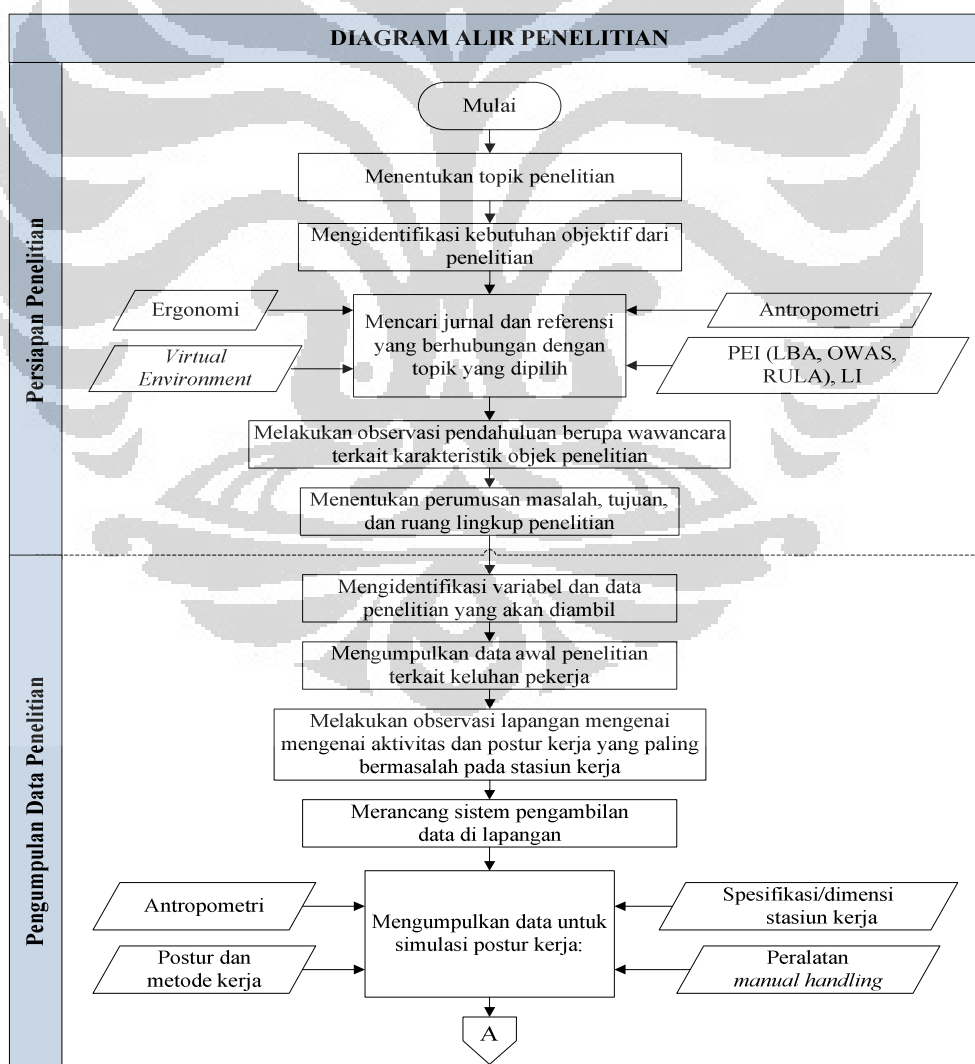 DIAGRAM ALIR PENELITIAN
Persiapan Penelitian
Mulai
Menentukan topik penelitian
Mengidentifikasi kebutuhan objektif dari
penelitian
Ergonomi
Virtual
Environment
Mencari jurnal dan referensi
yang berhubungan dengan
topik yang dipilih
Antropometri
PEI (LBA, OWAS,
RULA), LI
Melakukan observasi pendahuluan berupa wawancara
terkait karakteristik objek penelitian
Menentukan perumusan masalah, tujuan,
dan ruang lingkup penelitian
Pengumpulan Data Penelitian
Mengidentifikasi variabel dan data
penelitian yang akan diambil
Mengumpulkan data awal penelitian
terkait keluhan pekerja
Melakukan observasi lapangan mengenai
mengenai aktivitas dan postur kerja yang paling
bermasalah pada stasiun kerja
Merancang sistem pengambilan
data di lapangan
Antropometri
Postur dan
metode kerja
Mengumpulkan data untuk
simulasi postur kerja:
Spesifikasi/dimensi
stasiun kerja
Peralatan
manual handling
A